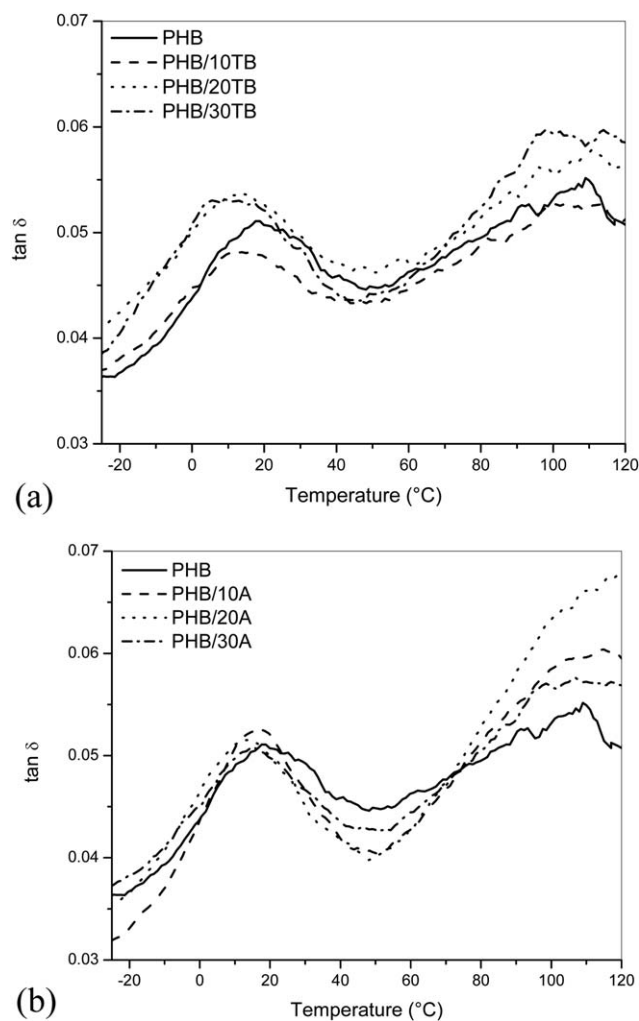 0.07
PHB
PHB/10TB
PHB/20TB
PHB/30TB
0.06
tan δ
0.05
0.04
0.03
-20 0 20 40 60 80 100 120
(a)
Temperature (°C)
0.07
PHB
PHB/10A
PHB/20A
PHB/30A
0.06
tan δ
0.05
0.04
0.03
-20 0 20 40 60 80 100 120
(b)
Temperature (°C)